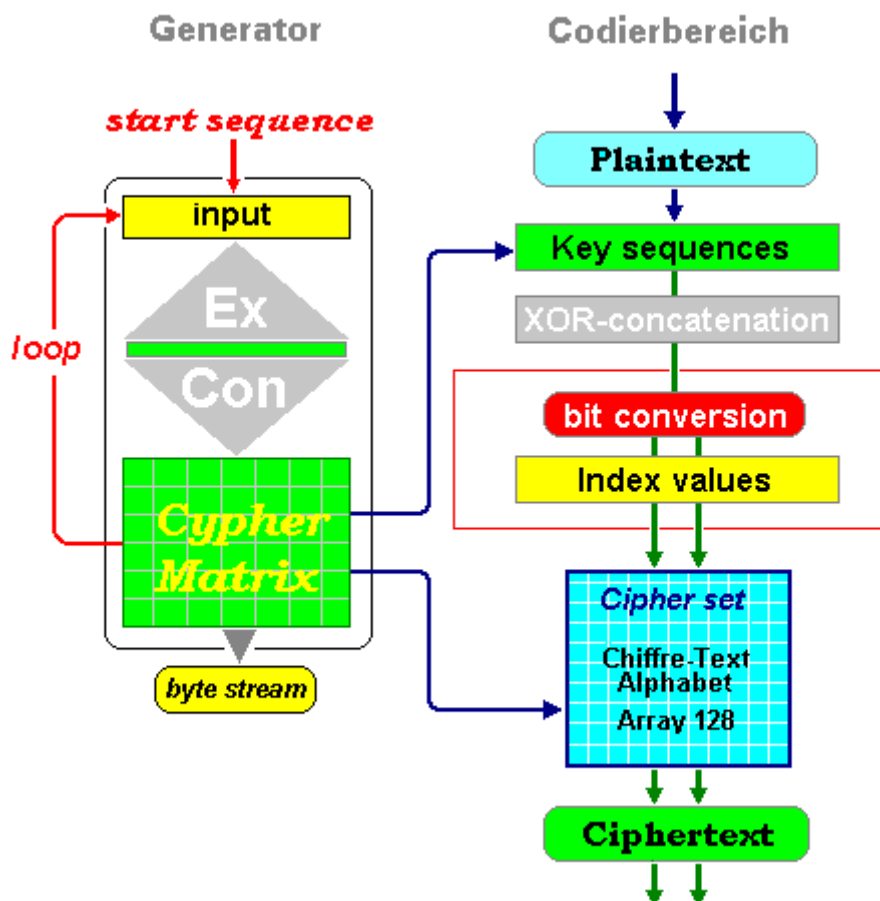 Generator
Codierbereich
start sequence
input
Ex
Con
loop
Cypher
Matrix
byte stream
Plaintext
Key sequences
XOR-concatenation
bit conversion
Index values
Cipher set
Chiffre-Text
Alphabet
Array 128
Ciphertext